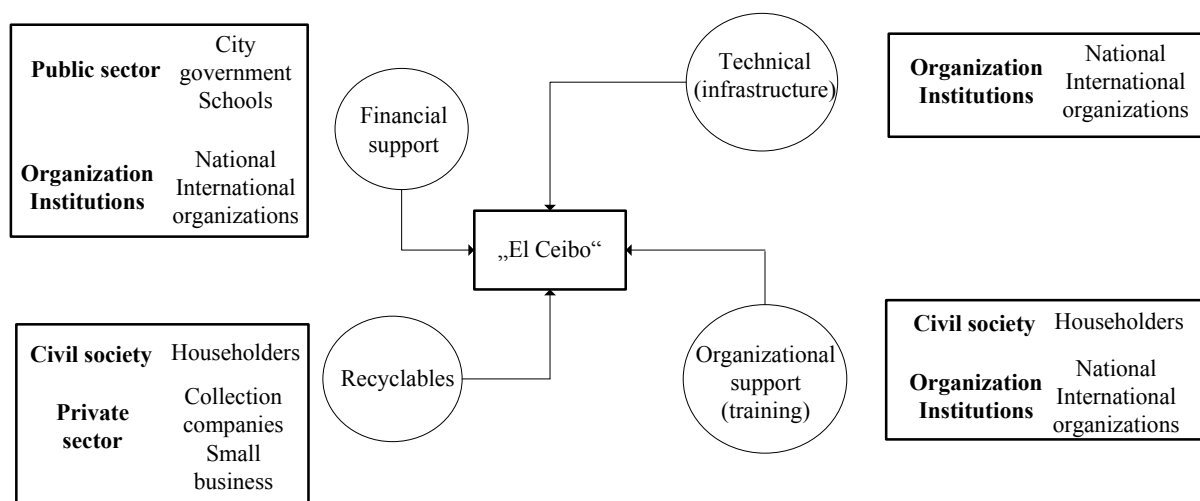 Public sector
City
government
Schools
Organization
Institutions
National
International
organizations
Financial
support
Technical
(infrastructure)
Organization
Institutions
National
International
organizations
„El Ceibo“
Civil society
Householders
Private
sector
Collection
companies
Small
business
Recyclables
Organizational
support
(training)
Civil society
Householders
Organization
Institutions
National
International
organizations